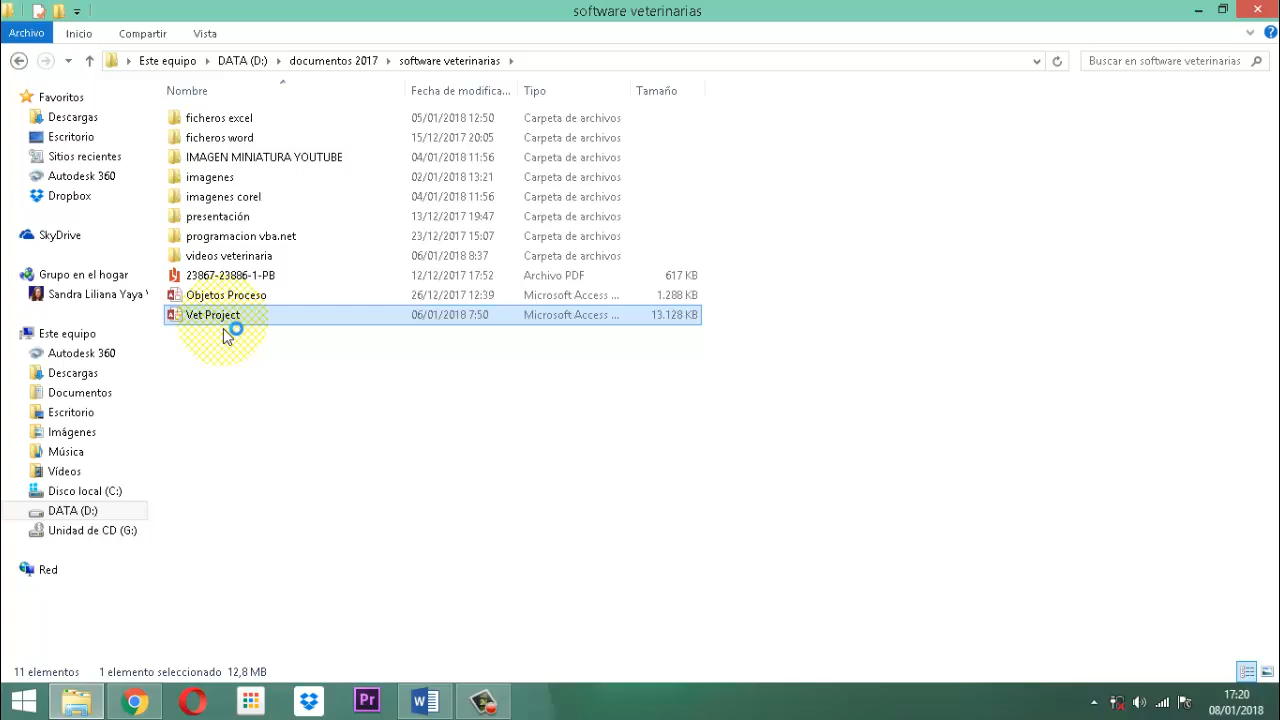 software veterinarias
Archivo Inicio Compartir Vista
Este equipo DATA (D:) documentos 2017 software veterinarias Buscar en software veterinarias
Nombre Fecha de modifica... Tipo Tamaño
ficheros excel 05/01/2018 12:50 Carpeta de archivos
ficheros word 15/12/2017 20:05 Carpeta de archivos
IMAGEN MINIATURA YOUTUBE 04/01/2018 11:56 Carpeta de archivos
imagenes 02/01/2018 13:21 Carpeta de archivos
imagenes corel 04/01/2018 11:56 Carpeta de archivos
presentación 13/12/2017 19:47 Carpeta de archivos
programacion vba.net 23/12/2017 15:07 Carpeta de archivos
videos veterinaria 06/01/2018 8:37 Carpeta de archivos
23867-23886-1-PB 12/12/2017 17:52 Archivo PDF 617 KB
Objetos Proceso 26/12/2017 12:39 Microsoft Access ... 1.288 KB
Vet Project 06/01/2018 7:50 Microsoft Access ... 13.128 KB
Favoritos
Descargas
Escritorio
Sitios recientes
Autodesk 360
Dropbox
SkyDrive
Grupo en el hogar
Sandra Liliana Yaya
Este equipo
Autodesk 360
Descargas
Documentos
Escritorio
Imágenes
Música
Vídeos
Disco local (C:)
DATA (D:)
Unidad de CD (G:)
Red
11 elementos 1 elemento seleccionado 12,8 MB
Pr
17:20
08/01/2018